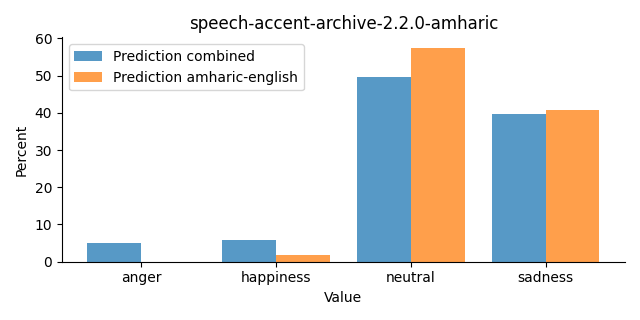 speech-accent-archive-2.2.0-amharic
Prediction combined
Prediction amharic-english
Percent
60
50
40
30
20
10
0
anger happiness neutral sadness
Value